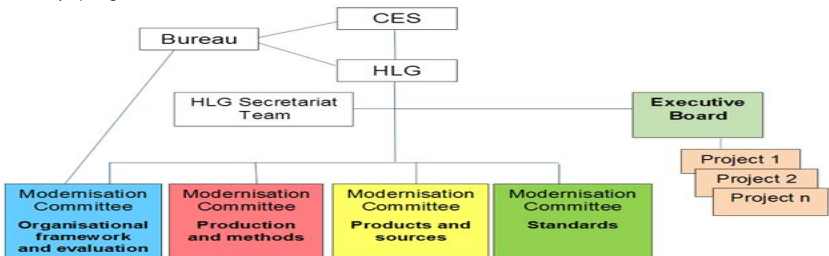 CES
Bureau
HLG
HLG Secretariat
Team
Executive
Board
Project 1
Project 2
Project n
Modernisation
Committee
Organisational
framework
and evaluation
Modernisation
Committee
Production
and methods
Modernisation
Committee
Products and
sources
Modernisation
Committee
Standards